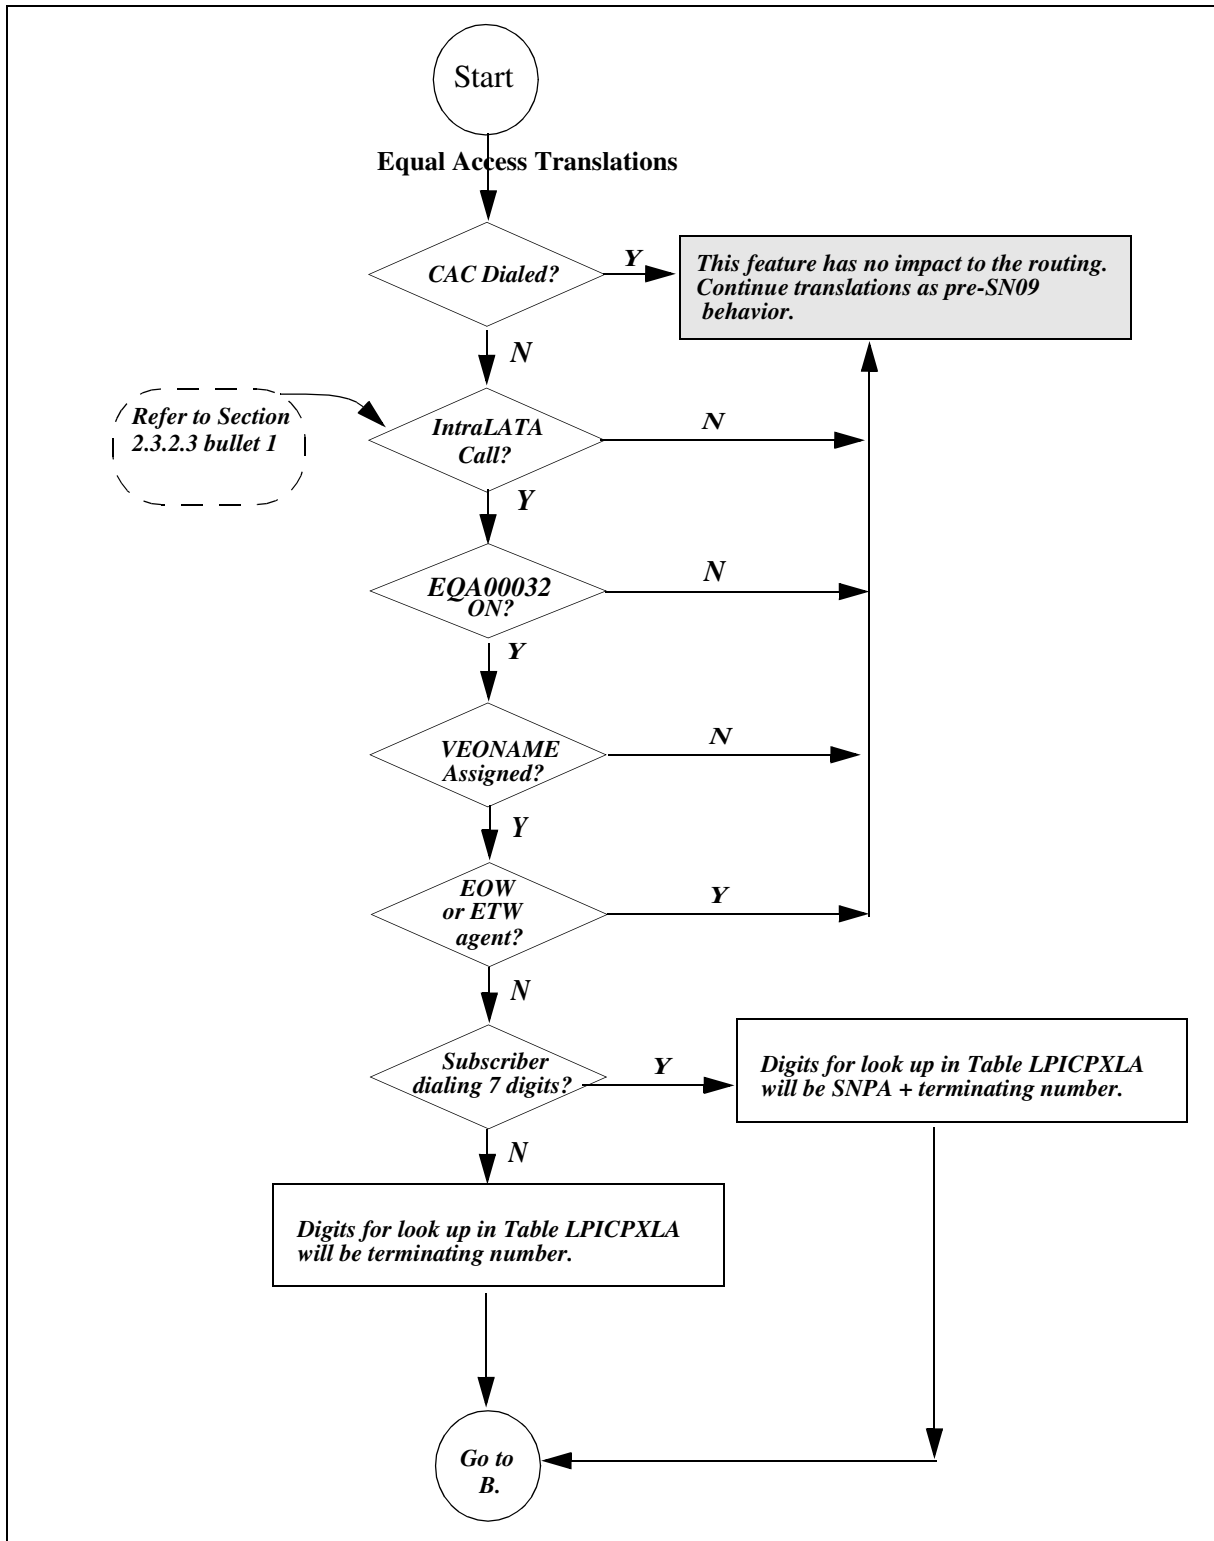 Start
Equal Access Translations
CAC Dialed?
Y
This feature has no impact to the routing.
Continue translations as pre-SN09
behavior.
N
Refer to Section
2.3.2.3 bullet 1
IntraLATA
Call?
N
Y
EQA00032
ON?
N
Y
VEONAME
Assigned?
N
Y
EOW
or ETW
agent?
Y
N
Subscriber
dialing 7 digits?
Y
Digits for look up in Table LPICPXLA
will be SNPA + terminating number.
N
Digits for look up in Table LPICPXLA
will be terminating number.
Go to
B.